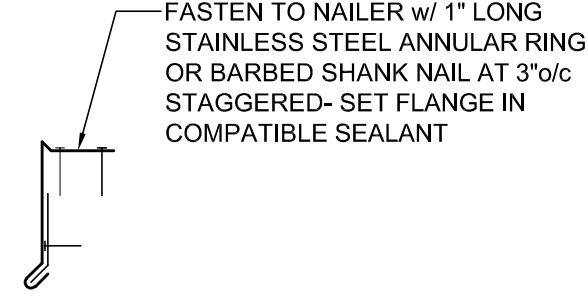 FASTEN TO NAILER w/ 1" LONG
STAINLESS STEEL ANNULAR RING
OR BARBED SHANK NAIL AT 3"o/c
STAGGERED- SET FLANGE IN
COMPATIBLE SEALANT